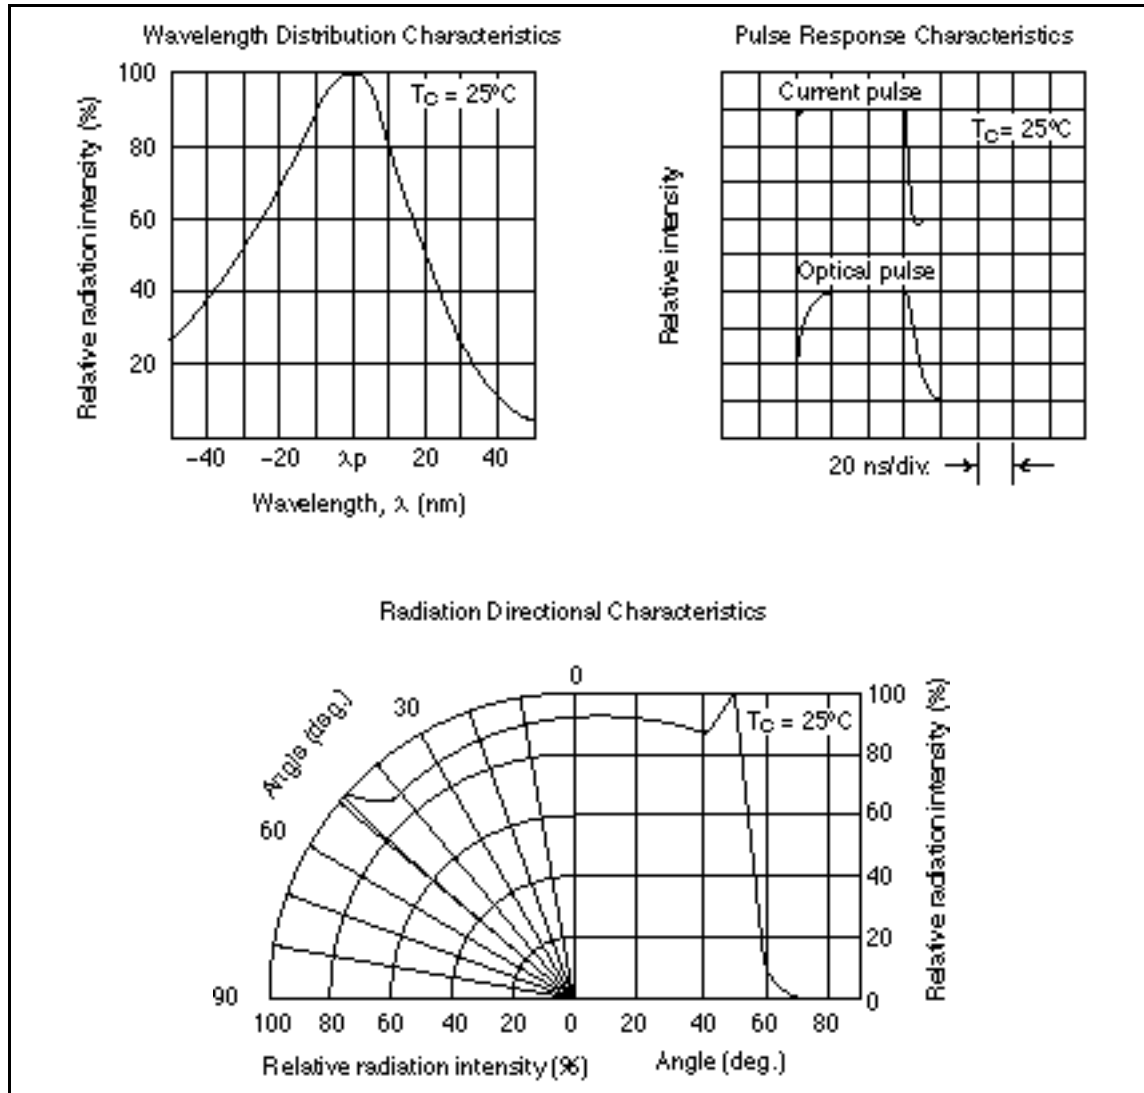 Wavelength Distribution Characteristics
Relative radiation intensity (%)
100
80
60
40
20
TC = 25ºC
−40 −20 λp 20 40
Wavelength, λ (nm)
Pulse Response Characteristics
Relative intensity
Current pulse
TC = 25ºC
Optical pulse
20 ns/div.
Radiation Directional Characteristics
Angle (deg.)
0
30
60
90
TC = 25ºC
100
80
60
40
20
0
Relative radiation intensity (%)
100 80 60 40 20 0 20 40 60 80
Relative radiation intensity (%)
Angle (deg.)